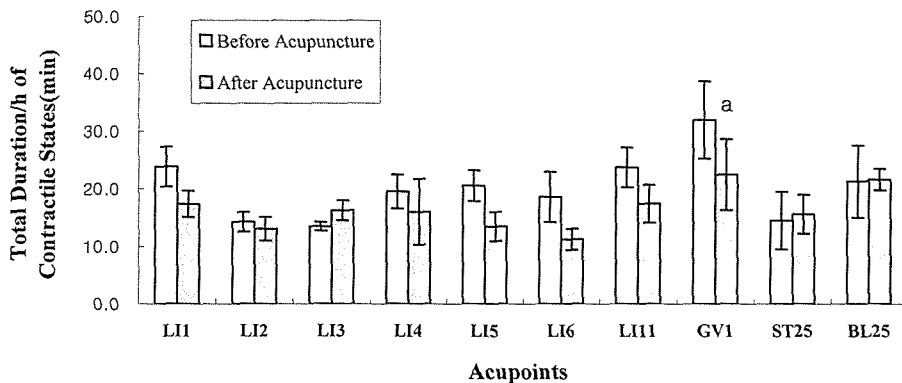 Total Duration/h of
Contractile States(min)
50.0
40.0
30.0
20.0
10.0
0.0
Before Acupuncture
After Acupuncture
a
LI1 LI2 LI3 LI4 LI5 LI6 LI11 GV1 ST25 BL25
Acupoints